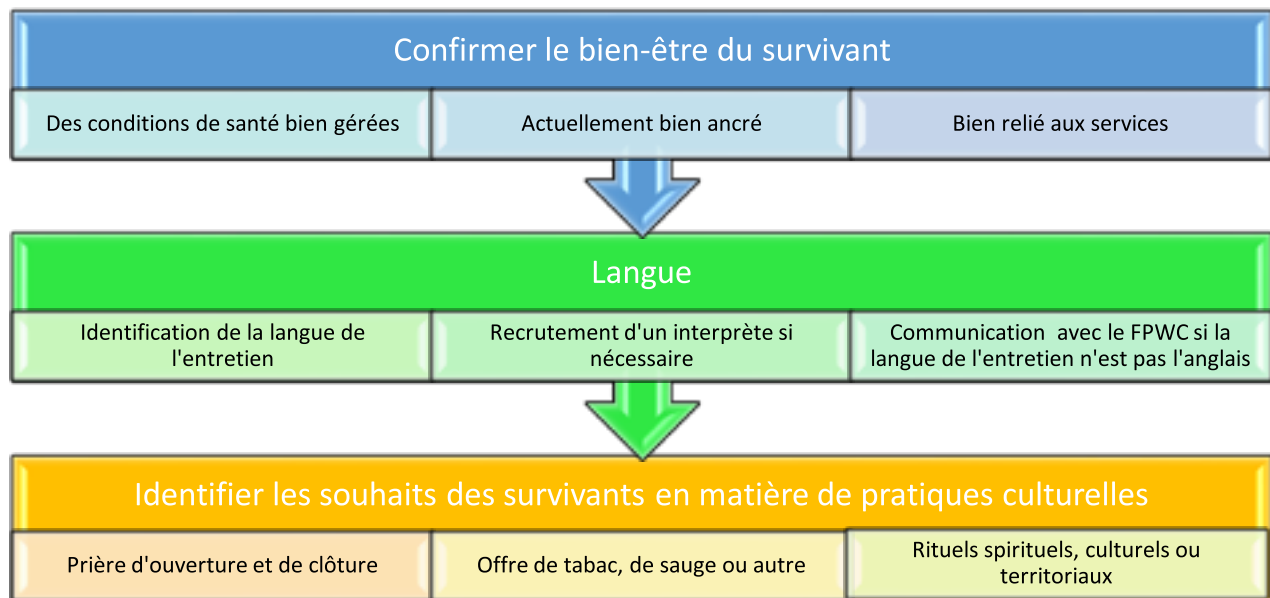 Confirmer le bien-être du survivant
Des conditions de santé bien gérées
Actuellement bien ancré
Bien relié aux services
Langue
Identification de la langue de
l'entretien
Recrutement d'un interprète si
nécessaire
Communication avec le FPWC si la
langue de l'entretien n'est pas l'anglais
Identifier les souhaits des survivants en matière de pratiques culturelles
Prière d'ouverture et de clôture
Offre de tabac, de sauge ou autre
Rituels spirituels, culturels ou
territoriaux